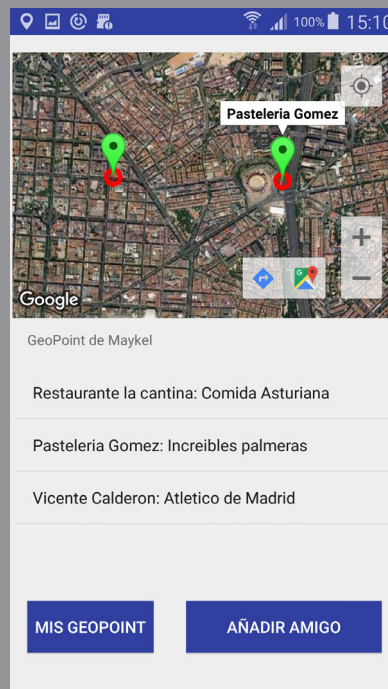 100% 15:10
Pasteleria Gomez
Google
GeoPoint de Maykel
Restaurante la cantina: Comida Asturiana
Pasteleria Gomez: Increibles palmeras
Vicente Calderon: Atletico de Madrid
MIS GEOPOINT
AÑADIR AMIGO